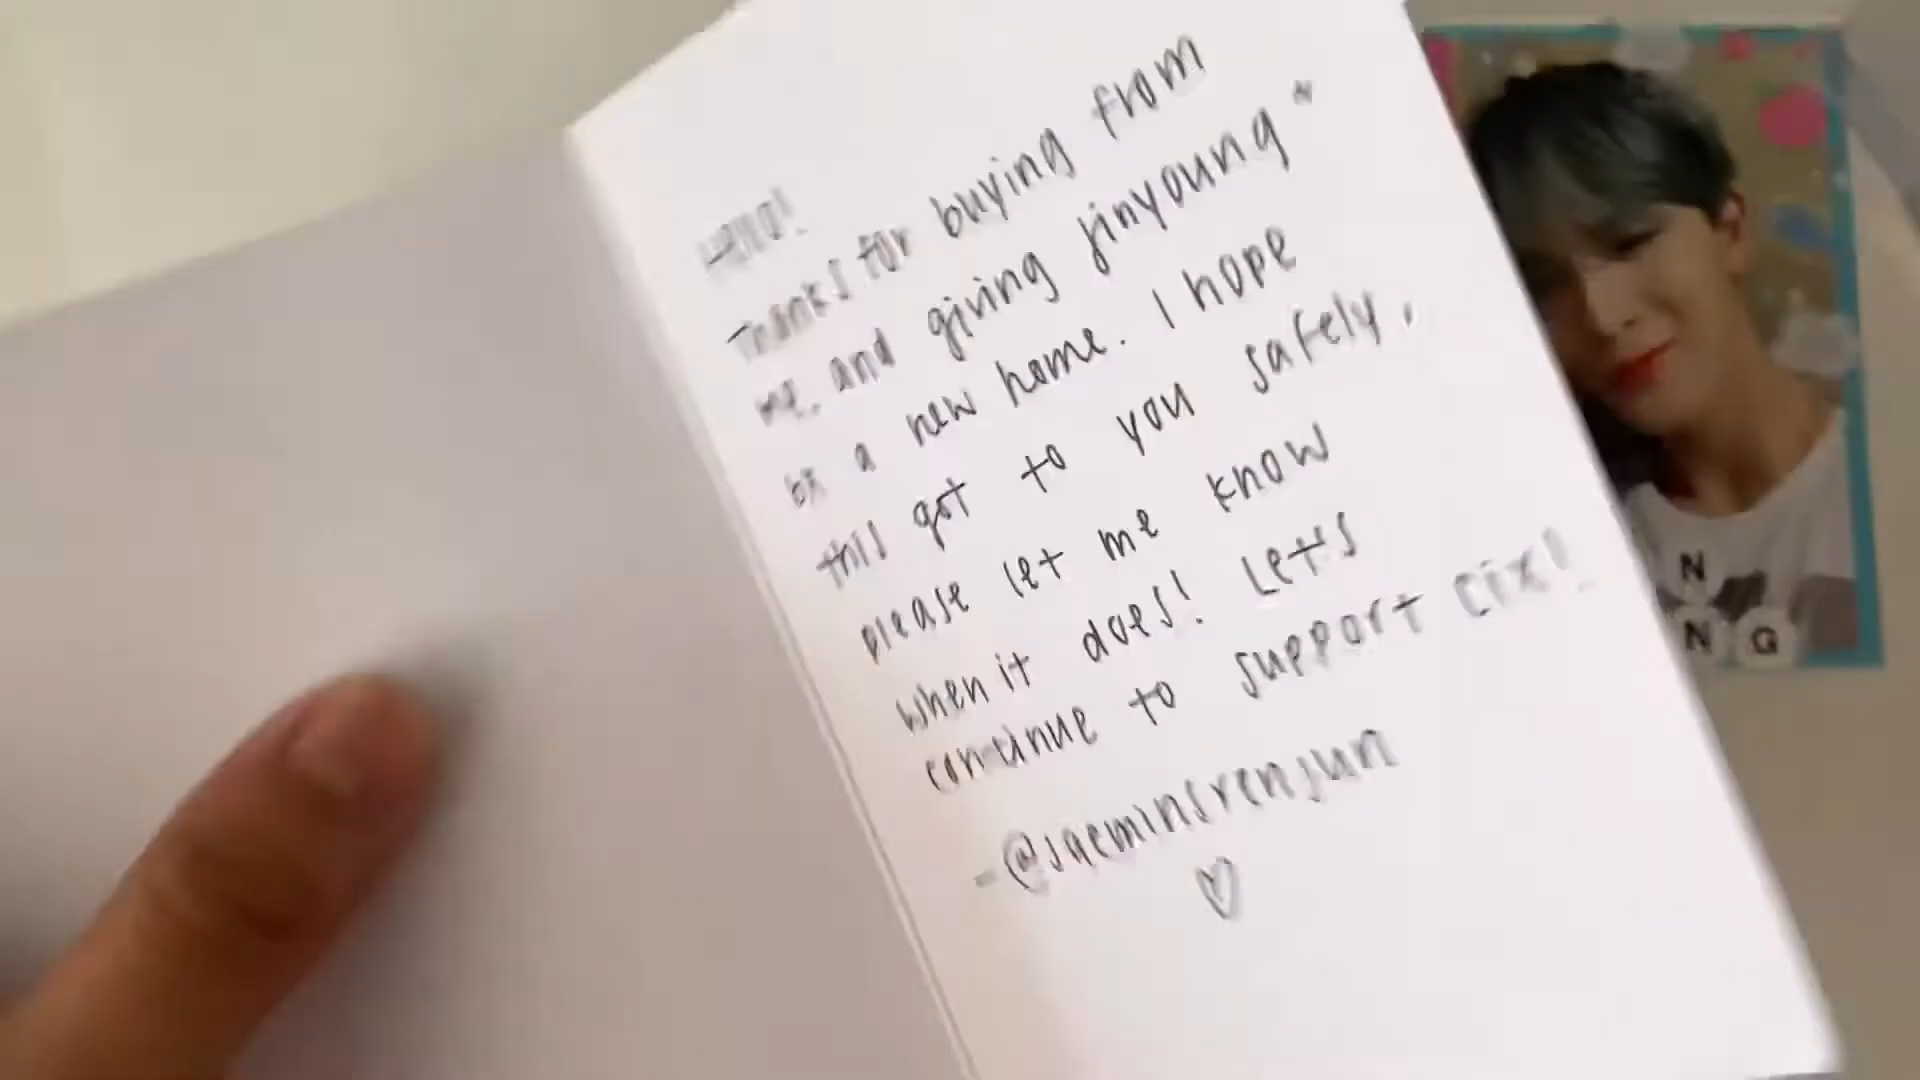 Hello!
Thanks for buying from
me and giving jinyoung
a new home. I hope
this got to you safely,
please let me know
when it does! Let's
continue to support CIX!
- @jaeminsrenjun
♡
N
N G